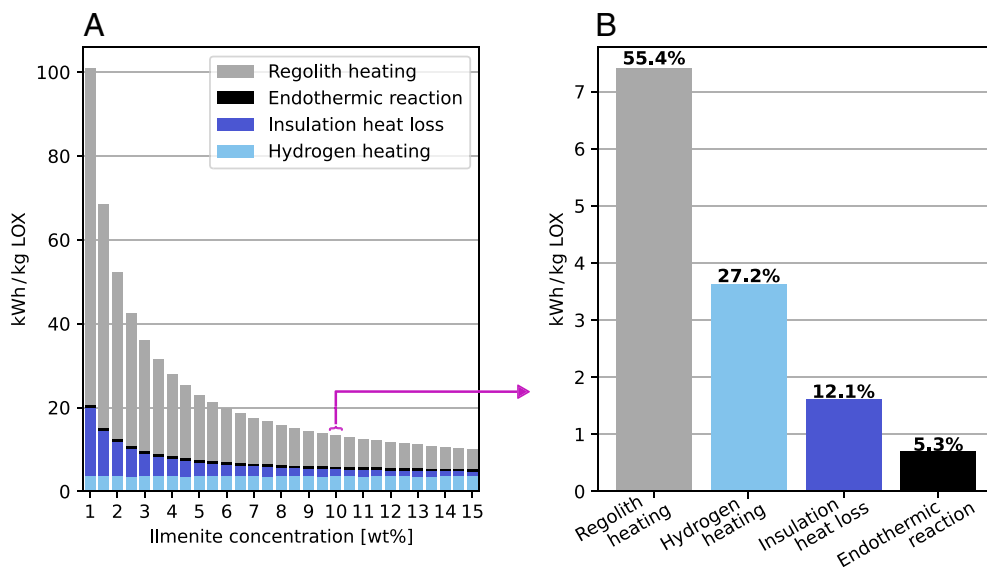 A
kWh/kg LOX
100
80
60
40
20
0
Regolith heating
Endothermic reaction
Insulation heat loss
Hydrogen heating
1 2 3 4 5 6 7 8 9 10 11 12 13 14 15
Ilmenite concentration [wt%]
B
kWh/kg LOX
7
6
5
4
3
2
1
0
55.4%
27.2%
12.1%
5.3%
Regolith
heating
Hydrogen
heating
Insulation
heat loss
Endothermic
reaction